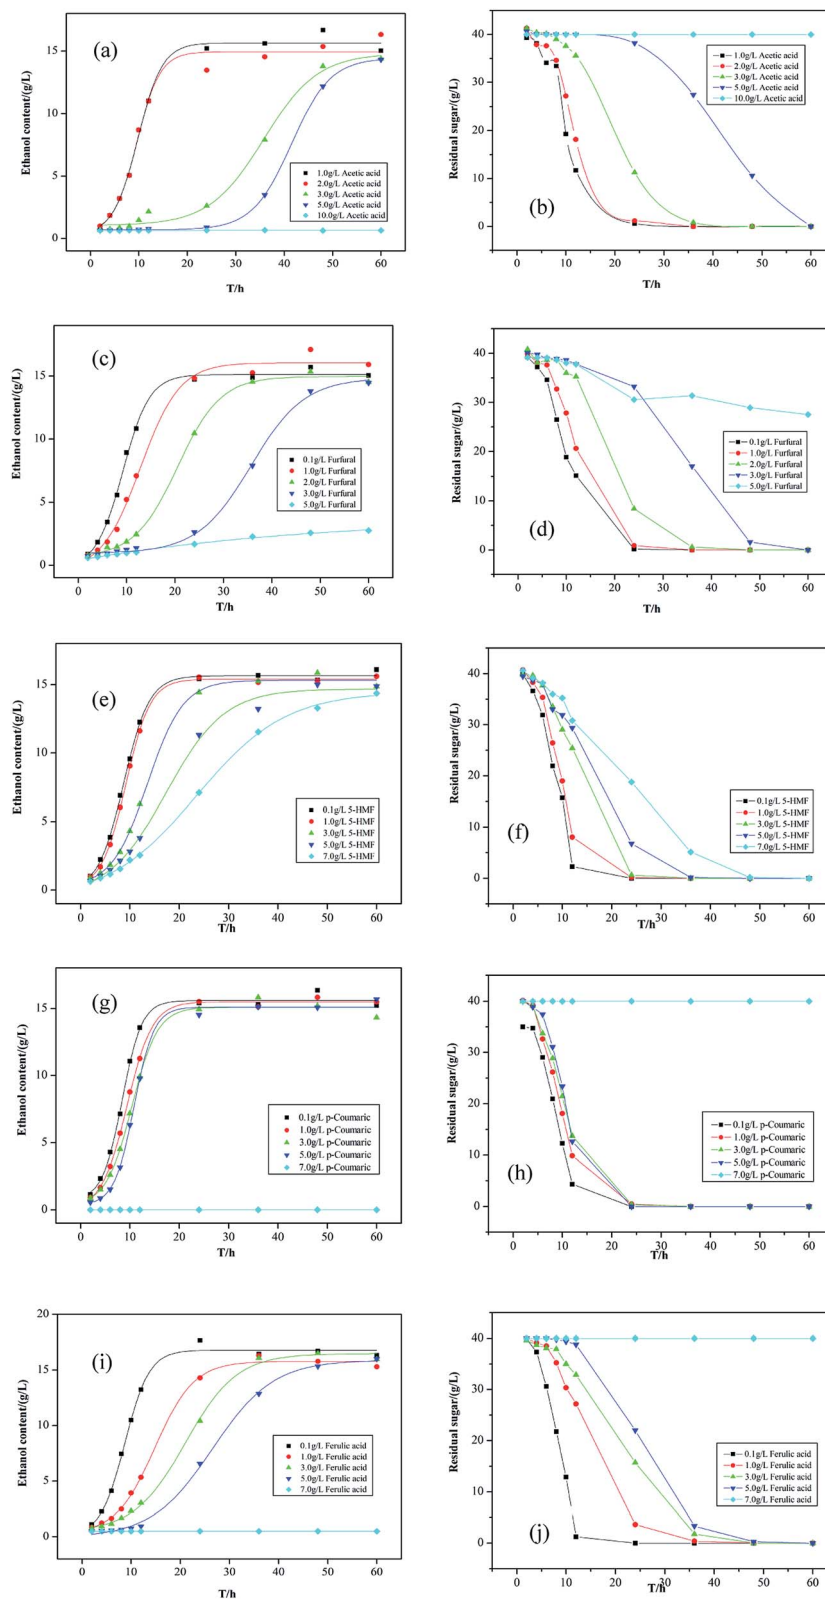 (a)
Ethanol content/(g/L)
15
10
5
0
1.0g/L Acetic acid
2.0g/L Acetic acid
3.0g/L Acetic acid
5.0g/L Acetic acid
10.0g/L Acetic acid
0 10 20 30 40 50 60
T/h
(b)
Residual sugar/(g/L)
40
30
20
10
0
1.0g/L Acetic acid
2.0g/L Acetic acid
3.0g/L Acetic acid
5.0g/L Acetic acid
10.0g/L Acetic acid
0 10 20 30 40 50 60
T/h
(c)
Ethanol content/(g/L)
15
10
5
0
0.1g/L Furfural
1.0g/L Furfural
2.0g/L Furfural
3.0g/L Furfural
5.0g/L Furfural
0 10 20 30 40 50 60
T/h
(d)
Residual sugar/(g/L)
40
30
20
10
0
0.1g/L Furfural
1.0g/L Furfural
2.0g/L Furfural
3.0g/L Furfural
5.0g/L Furfural
0 10 20 30 40 50 60
T/h
(e)
Ethanol content/(g/L)
15
10
5
0
0.1g/L 5-HMF
1.0g/L 5-HMF
3.0g/L 5-HMF
5.0g/L 5-HMF
7.0g/L 5-HMF
0 10 20 30 40 50 60
T/h
(f)
Residual sugar/(g/L)
40
30
20
10
0
0.1g/L 5-HMF
1.0g/L 5-HMF
3.0g/L 5-HMF
5.0g/L 5-HMF
7.0g/L 5-HMF
0 10 20 30 40 50 60
T/h
(g)
Ethanol content/(g/L)
15
10
5
0
0.1g/L p-Coumaric
1.0g/L p-Coumaric
3.0g/L p-Coumaric
5.0g/L p-Coumaric
7.0g/L p-Coumaric
0 10 20 30 40 50 60
T/h
(h)
Residual sugar/(g/L)
40
30
20
10
0
0.1g/L p-Coumaric
1.0g/L p-Coumaric
3.0g/L p-Coumaric
5.0g/L p-Coumaric
7.0g/L p-Coumaric
0 10 20 30 40 50 60
T/h
(i)
Ethanol content/(g/L)
20
15
10
5
0
0.1g/L Ferulic acid
1.0g/L Ferulic acid
3.0g/L Ferulic acid
5.0g/L Ferulic acid
7.0g/L Ferulic acid
0 10 20 30 40 50 60
T/h
(j)
Residual sugar/(g/L)
40
30
20
10
0
0.1g/L Ferulic acid
1.0g/L Ferulic acid
3.0g/L Ferulic acid
5.0g/L Ferulic acid
7.0g/L Ferulic acid
0 10 20 30 40 50 60
T/h